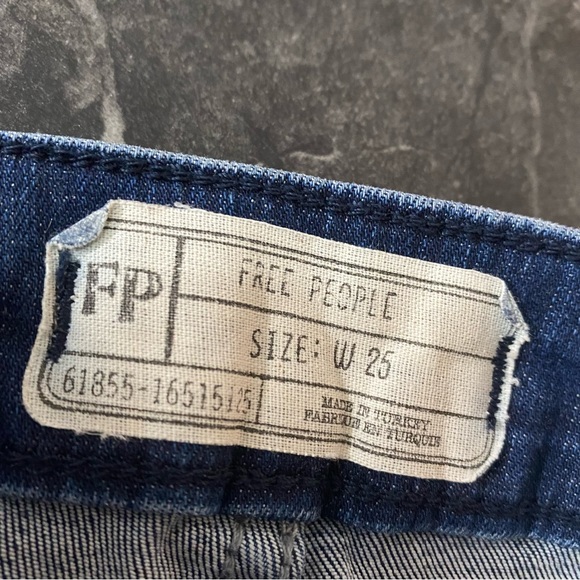 FP
FREE PEOPLE
SIZE: W 25
61855-16515125
MADE IN TURKEY
FABRIQUE EN TURQUIE